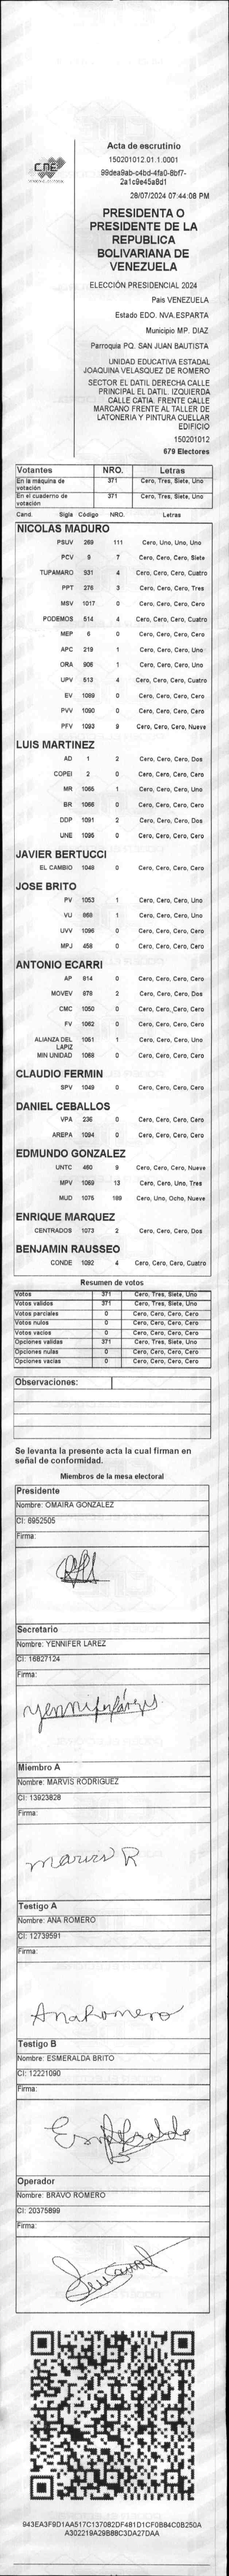 CNE
Acta de escrutinio
150201012.01.1.0001
99dea9ab-c4bd-4fa0-8bf7-
2a1c9e45a9d1
28/07/2024 07:44:08 PM
PRESIDENTA O
PRESIDENTE DE LA
REPUBLICA
BOLIVARIANA DE
VENEZUELA
ELECCIÓN PRESIDENCIAL 2024
País VENEZUELA
Estado EDO. NVA.ESPARTA
Municipio MP. DIAZ
Parroquia PQ. SAN JUAN BAUTISTA
UNIDAD EDUCATIVA ESTADAL
JOAQUINA VELASQUEZ DE ROMERO
SECTOR EL DATIL DERECHA CALLE
PRINCIPAL EL DATIL. IZQUIERDA
CALLE CATIA. FRENTE CALLE
MARCANO FRENTE AL TALLER DE
LATONERIA Y PINTURA CUELLAR
EDIFICIO
150201012
679 Electores
Votantes NRO. Letras
En la máquina de votación 371 Cero, Tres, Siete, Uno
En el cuaderno de votación 371 Cero, Tres, Siete, Uno
Cand. Sigla Código NRO. Letras
NICOLAS MADURO
PSUV 269 111 Cero, Uno, Uno, Uno
PCV 9 7 Cero, Cero, Cero, Siete
TUPAMARO 931 4 Cero, Cero, Cero, Cuatro
PPT 276 3 Cero, Cero, Cero, Tres
MSV 1017 0 Cero, Cero, Cero, Cero
PODEMOS 514 4 Cero, Cero, Cero, Cuatro
MEP 6 0 Cero, Cero, Cero, Cero
APC 219 1 Cero, Cero, Cero, Uno
ORA 906 1 Cero, Cero, Cero, Uno
UPV 513 4 Cero, Cero, Cero, Cuatro
EV 1089 0 Cero, Cero, Cero, Cero
PVV 1090 0 Cero, Cero, Cero, Cero
PFV 1093 9 Cero, Cero, Cero, Nueve
LUIS MARTINEZ
AD 1 2 Cero, Cero, Cero, Dos
COPEI 2 0 Cero, Cero, Cero, Cero
MR 1065 1 Cero, Cero, Cero, Uno
BR 1066 0 Cero, Cero, Cero, Cero
DDP 1091 2 Cero, Cero, Cero, Dos
UNE 1095 0 Cero, Cero, Cero, Cero
JAVIER BERTUCCI
EL CAMBIO 1048 0 Cero, Cero, Cero, Cero
JOSE BRITO
PV 1053 1 Cero, Cero, Cero, Uno
VU 868 1 Cero, Cero, Cero, Uno
UVV 1096 0 Cero, Cero, Cero, Cero
MPJ 458 0 Cero, Cero, Cero, Cero
ANTONIO ECARRI
AP 814 0 Cero, Cero, Cero, Cero
MOVEV 978 2 Cero, Cero, Cero, Dos
CMC 1050 0 Cero, Cero, Cero, Cero
FV 1062 0 Cero, Cero, Cero, Cero
ALIANZA DEL LAPIZ 1051 1 Cero, Cero, Cero, Uno
MIN UNIDAD 1068 0 Cero, Cero, Cero, Cero
CLAUDIO FERMIN
SPV 1049 0 Cero, Cero, Cero, Cero
DANIEL CEBALLOS
VPA 236 0 Cero, Cero, Cero, Cero
AREPA 1094 0 Cero, Cero, Cero, Cero
EDMUNDO GONZALEZ
UNTC 460 9 Cero, Cero, Cero, Nueve
MPV 1069 13 Cero, Cero, Uno, Tres
MUD 1075 189 Cero, Uno, Ocho, Nueve
ENRIQUE MARQUEZ
CENTRADOS 1073 2 Cero, Cero, Cero, Dos
BENJAMIN RAUSSEO
CONDE 1092 4 Cero, Cero, Cero, Cuatro
Resumen de votos
Votos 371 Cero, Tres, Siete, Uno
Votos validos 371 Cero, Tres, Siete, Uno
Votos parciales 0 Cero, Cero, Cero, Cero
Votos nulos 0 Cero, Cero, Cero, Cero
Votos vacios 0 Cero, Cero, Cero, Cero
Opciones validas 371 Cero, Tres, Siete, Uno
Opciones nulas 0 Cero, Cero, Cero, Cero
Opciones vacias 0 Cero, Cero, Cero, Cero
Observaciones:
Se levanta la presente acta la cual firman en
señal de conformidad.
Miembros de la mesa electoral
Presidente
Nombre: OMAIRA GONZALEZ
CI: 6952505
Firma:
Secretario
Nombre: YENNIFER LAREZ
CI: 16827124
Firma:
Yenniferlárez
Miembro A
Nombre: MARVIS RODRIGUEZ
CI: 13923828
Firma:
marvis R
Testigo A
Nombre: ANA ROMERO
CI: 12739591
Firma:
AnaRomero
Testigo B
Nombre: ESMERALDA BRITO
CI: 12221090
Firma:
Esmeralda
Operador
Nombre: BRAVO ROMERO
CI: 20375899
Firma:
943EA3F9D1AA517C137082DF481D1CF0B84C0B250A
A302219A29B88C3DA27DAA